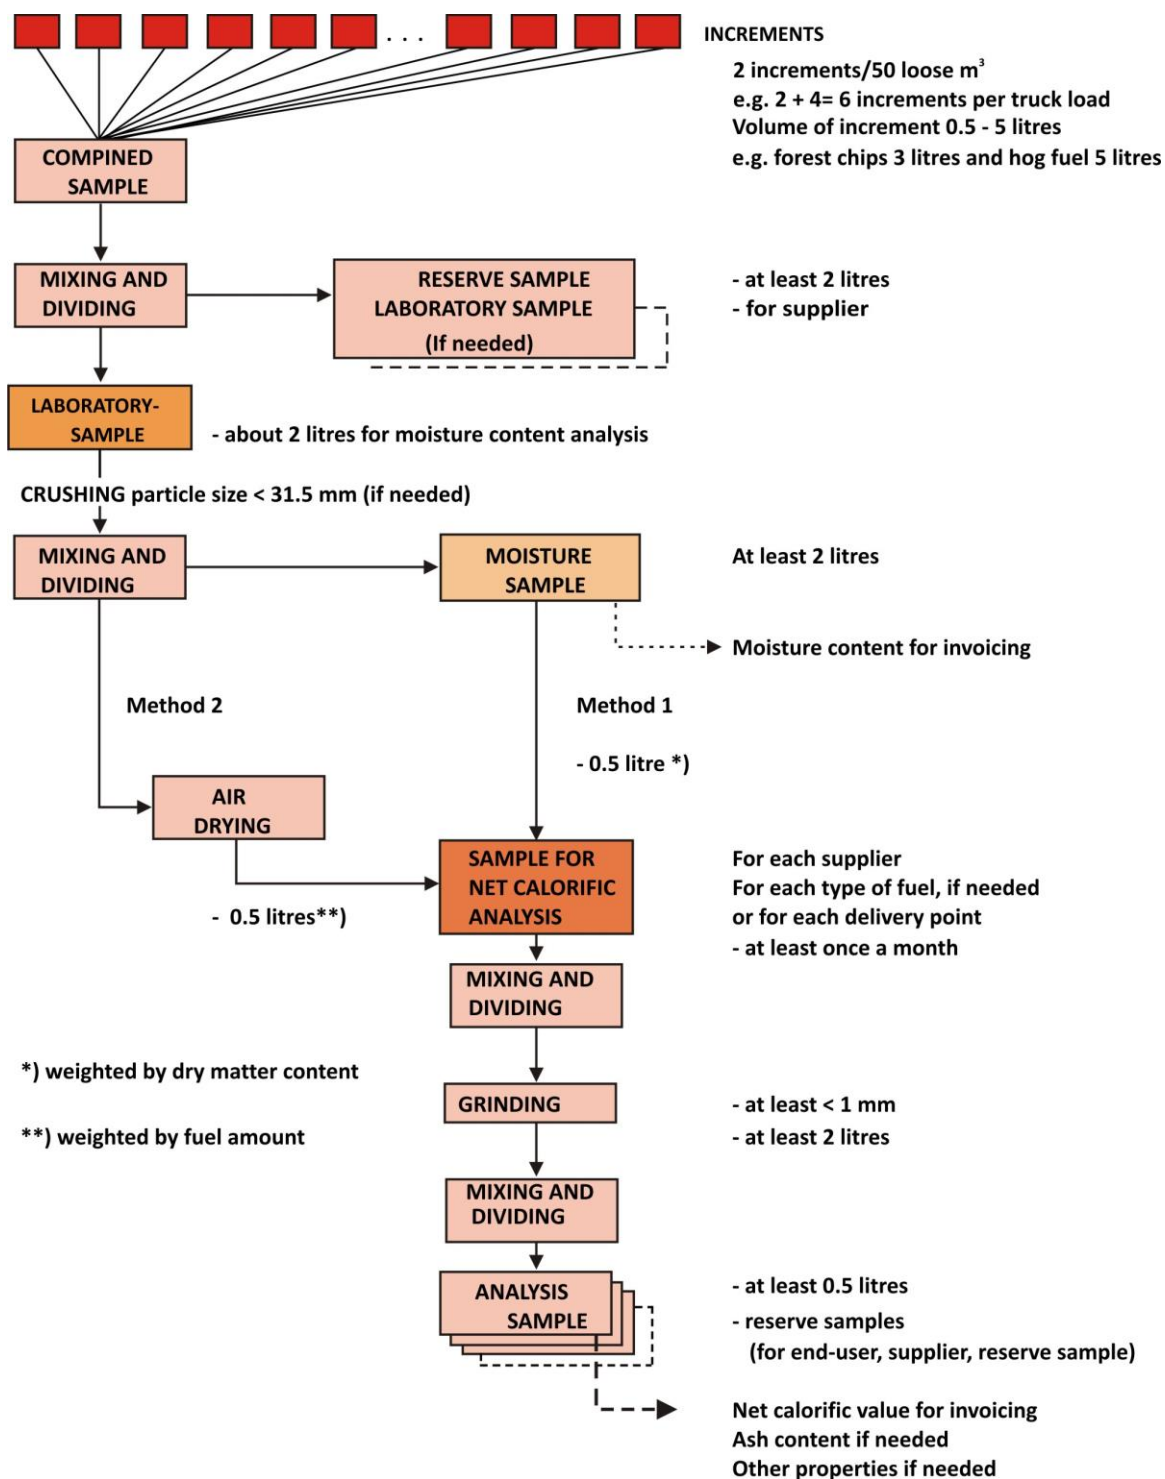 INCREMENTS
2 increments/50 loose m³
e.g. 2 + 4= 6 increments per truck load
Volume of increment 0.5 - 5 litres
e.g. forest chips 3 litres and hog fuel 5 litres
. . .
COMPINED
SAMPLE
MIXING AND
DIVIDING
RESERVE SAMPLE
LABORATORY SAMPLE
(If needed)
- at least 2 litres
- for supplier
LABORATORY-
SAMPLE
- about 2 litres for moisture content analysis
CRUSHING particle size < 31.5 mm (if needed)
MIXING AND
DIVIDING
MOISTURE
SAMPLE
At least 2 litres
Moisture content for invoicing
Method 2
Method 1
- 0.5 litre *)
AIR
DRYING
- 0.5 litres**)
SAMPLE FOR
NET CALORIFIC
ANALYSIS
For each supplier
For each type of fuel, if needed
or for each delivery point
- at least once a month
MIXING AND
DIVIDING
*) weighted by dry matter content
**) weighted by fuel amount
GRINDING
- at least < 1 mm
- at least 2 litres
MIXING AND
DIVIDING
ANALYSIS
SAMPLE
- at least 0.5 litres
- reserve samples
(for end-user, supplier, reserve sample)
Net calorific value for invoicing
Ash content if needed
Other properties if needed